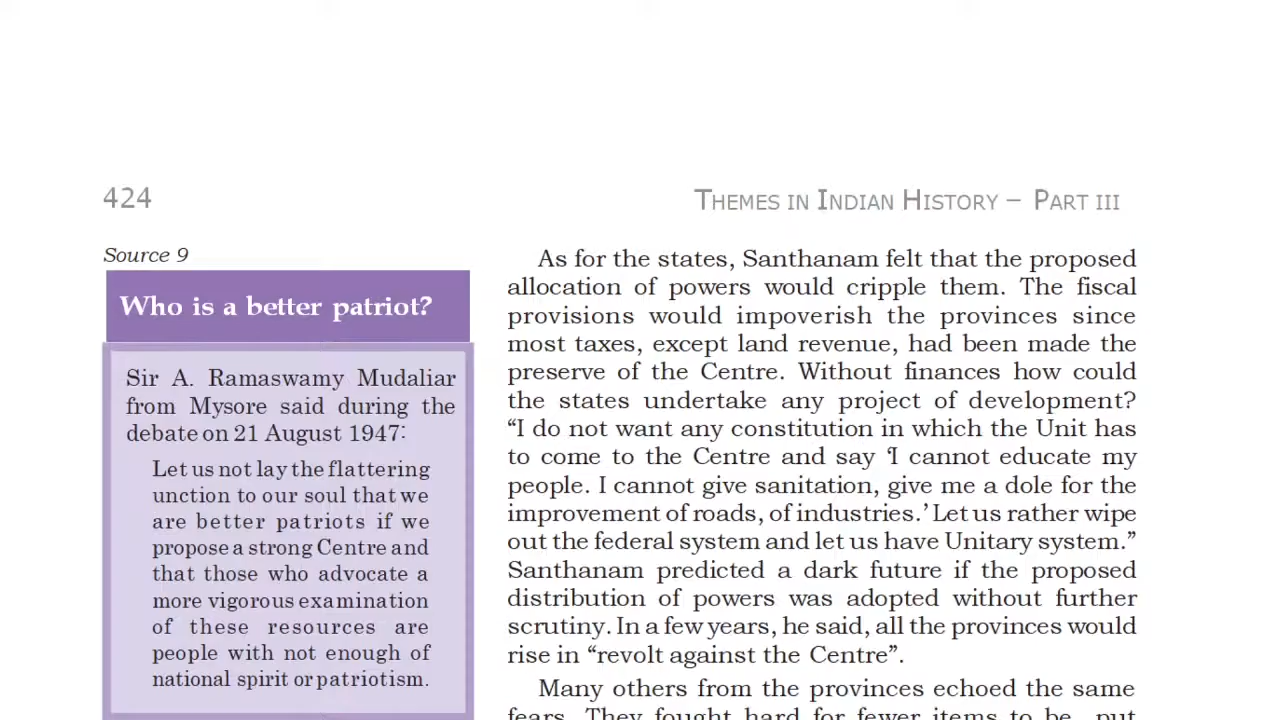 424
THEMES IN INDIAN HISTORY – PART III
Source 9
Who is a better patriot?
Sir A. Ramaswamy Mudaliar
from Mysore said during the
debate on 21 August 1947:
Let us not lay the flattering
unction to our soul that we
are better patriots if we
propose a strong Centre and
that those who advocate a
more vigorous examination
of these resources are
people with not enough of
national spirit or patriotism.
As for the states, Santhanam felt that the proposed
allocation of powers would cripple them. The fiscal
provisions would impoverish the provinces since
most taxes, except land revenue, had been made the
preserve of the Centre. Without finances how could
the states undertake any project of development?
“I do not want any constitution in which the Unit has
to come to the Centre and say ‘I cannot educate my
people. I cannot give sanitation, give me a dole for the
improvement of roads, of industries.’ Let us rather wipe
out the federal system and let us have Unitary system.”
Santhanam predicted a dark future if the proposed
distribution of powers was adopted without further
scrutiny. In a few years, he said, all the provinces would
rise in “revolt against the Centre”.
Many others from the provinces echoed the same
fears. They fought hard for fewer items to be put